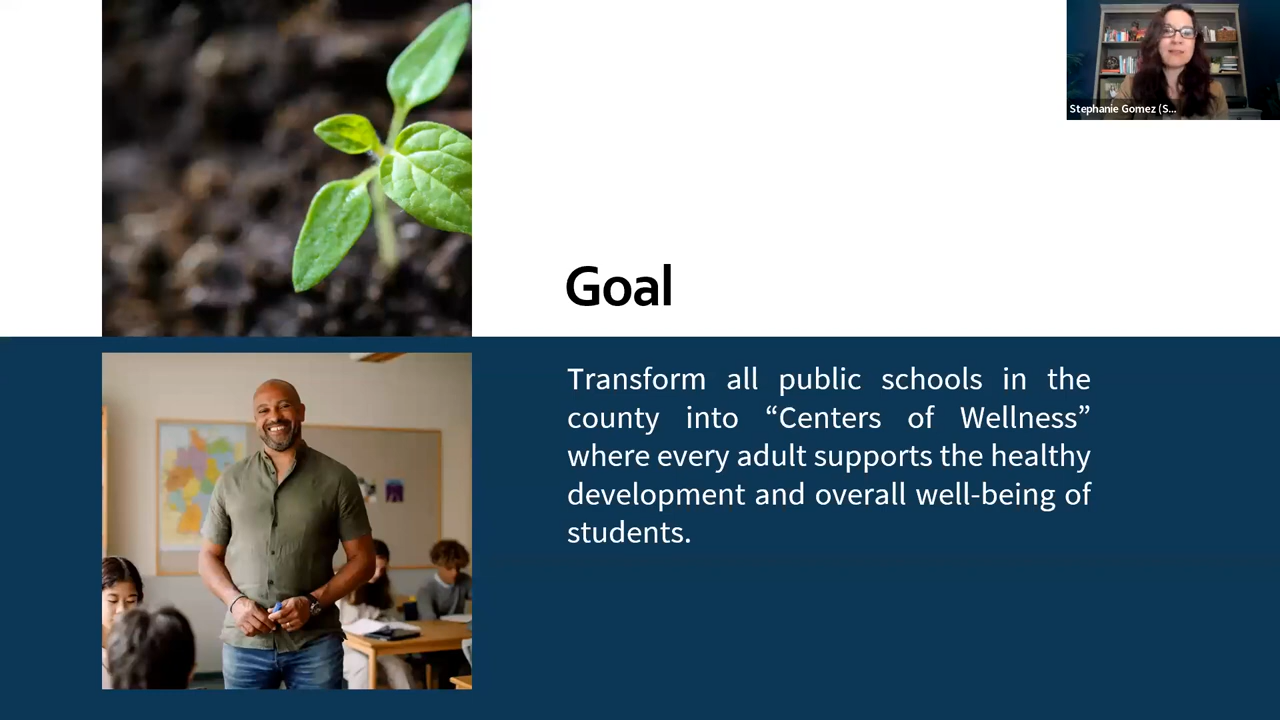 Stephanie Gomez (S...
Goal
Transform all public schools in the
county into “Centers of Wellness”
where every adult supports the healthy
development and overall well-being of
students.